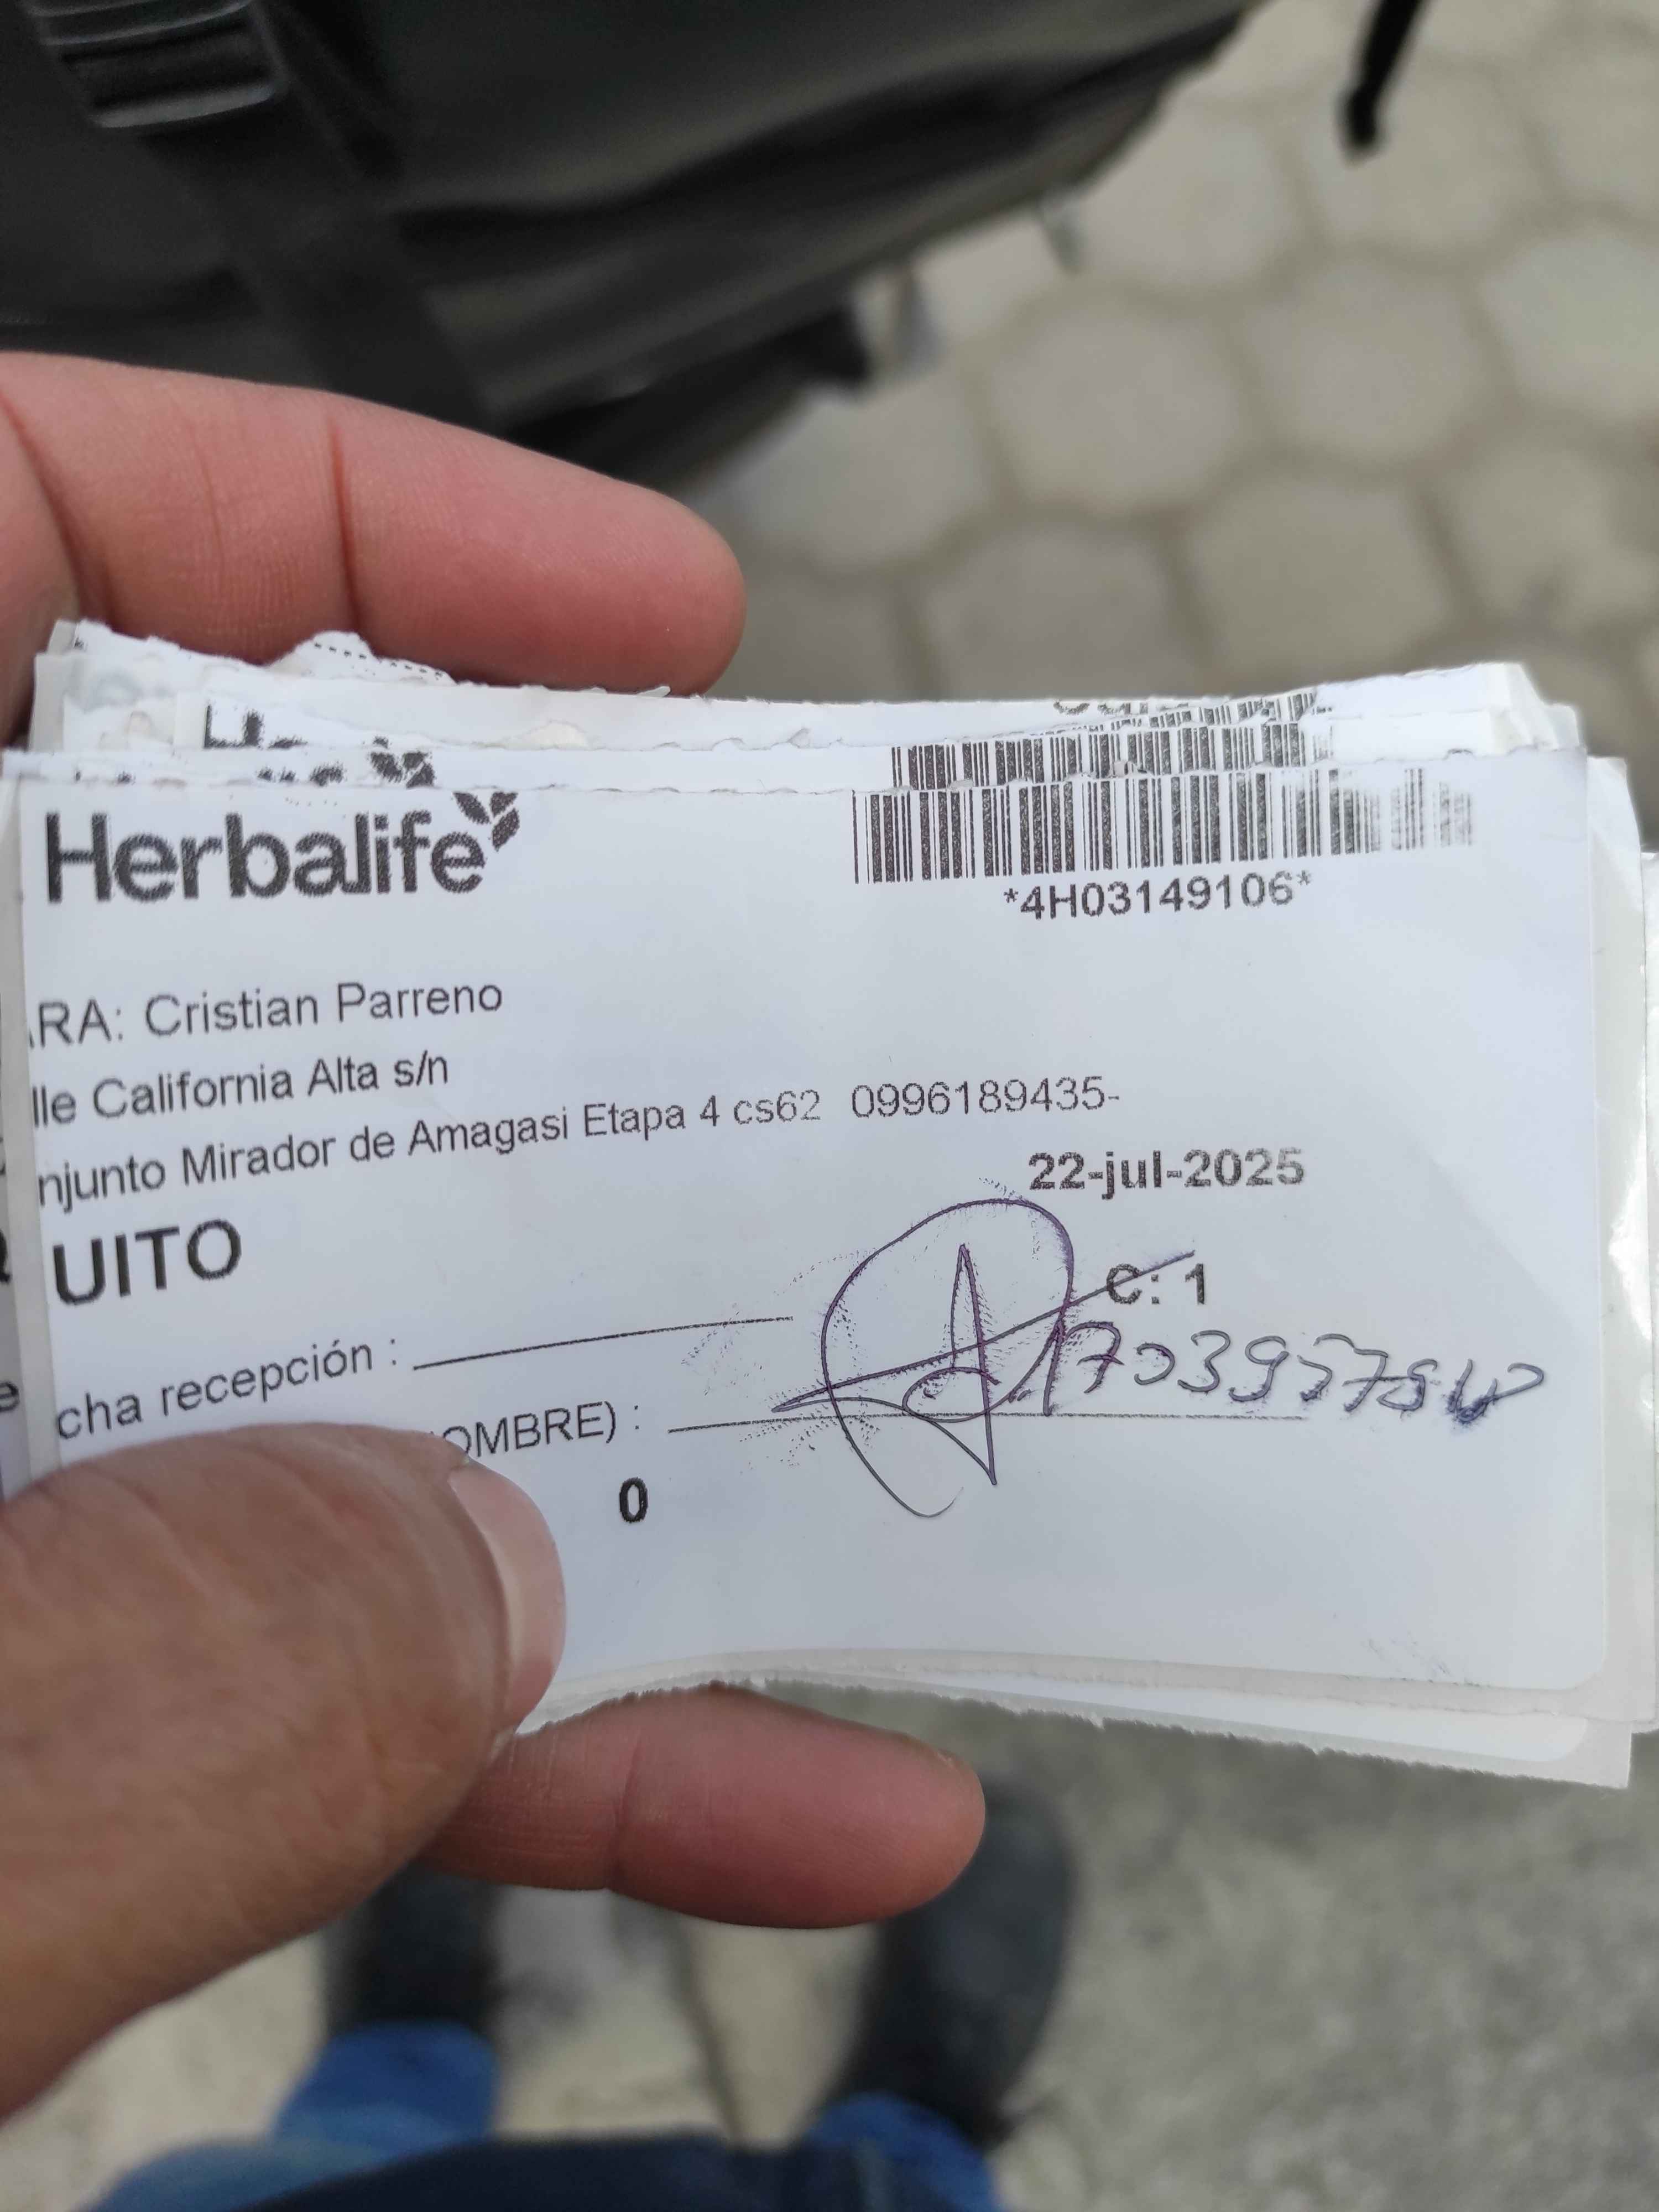 Herbalife
*4H03149106*
ARA: Cristian Parreno
lle California Alta s/n
njunto Mirador de Amagasi Etapa 4 cs62 0996189435-
22-jul-2025
UITO
C: 1
cha recepción :
OMBRE) :
0